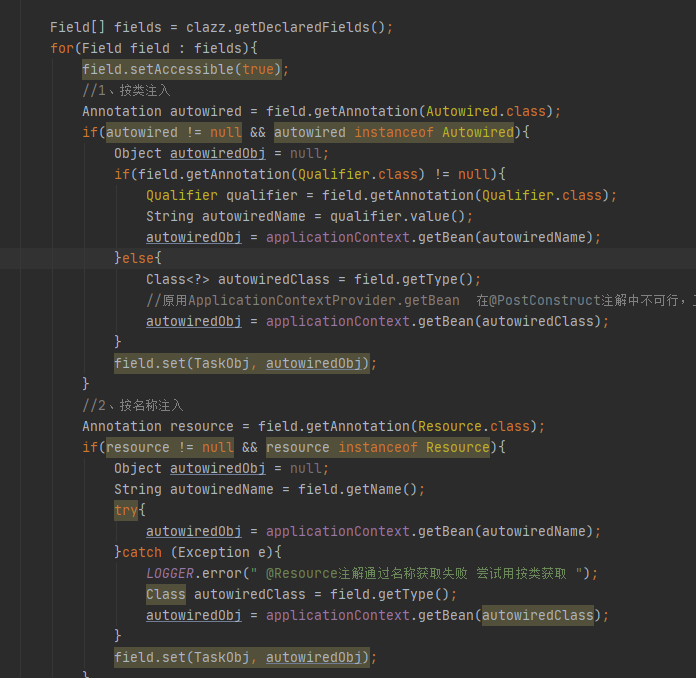 Field[] fields = clazz.getDeclaredFields();
for(Field field : fields){
field.setAccessible(true);
//1、按类注入
Annotation autowired = field.getAnnotation(Autowired.class);
if(autowired != null && autowired instanceof Autowired){
Object autowiredObj = null;
if(field.getAnnotation(Qualifier.class) != null){
Qualifier qualifier = field.getAnnotation(Qualifier.class);
String autowiredName = qualifier.value();
autowiredObj = applicationContext.getBean(autowiredName);
}else{
Class<?> autowiredClass = field.getType();
//原用ApplicationContextProvider.getBean  在@PostConstruct注解中不可行，
autowiredObj = applicationContext.getBean(autowiredClass);
}
field.set(TaskObj, autowiredObj);
}
//2、按名称注入
Annotation resource = field.getAnnotation(Resource.class);
if(resource != null && resource instanceof Resource){
Object autowiredObj = null;
String autowiredName = field.getName();
try{
autowiredObj = applicationContext.getBean(autowiredName);
}catch (Exception e){
LOGGER.error(" @Resource注解通过名称获取失败 尝试用按类获取 ");
Class autowiredClass = field.getType();
autowiredObj = applicationContext.getBean(autowiredClass);
}
field.set(TaskObj, autowiredObj);
}